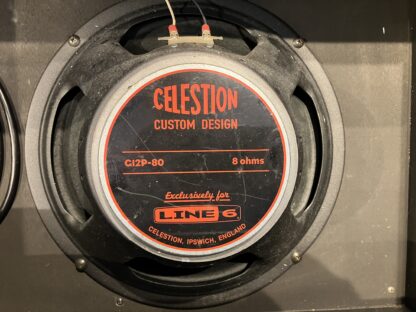 CELESTION
CUSTOM DESIGN
G12P-80 8 ohms
Exclusively for
LINE 6
CELESTION, IPSWICH, ENGLAND